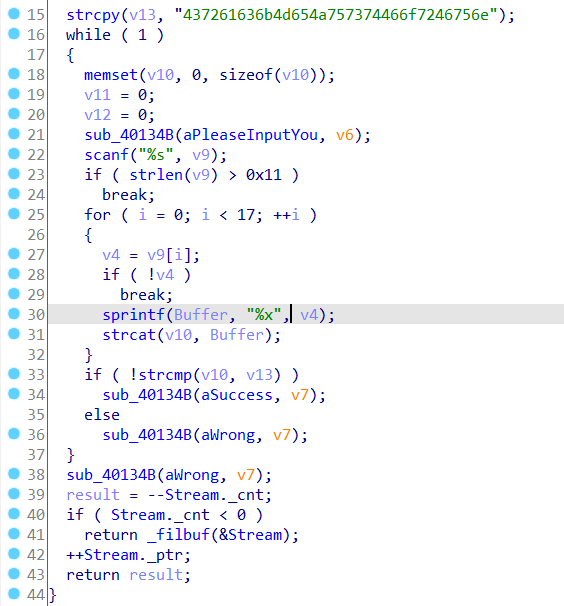 15 strcpy(v13, "437261636b4d654a757374466f7246756e");
16 while ( 1 )
17 {
18 memset(v10, 0, sizeof(v10));
19 v11 = 0;
20 v12 = 0;
21 sub_40134B(aPleaseInputYou, v6);
22 scanf("%s", v9);
23 if ( strlen(v9) > 0x11 )
24 break;
25 for ( i = 0; i < 17; ++i )
26 {
27 v4 = v9[i];
28 if ( !v4 )
29 break;
30 sprintf(Buffer, "%x", v4);
31 strcat(v10, Buffer);
32 }
33 if ( !strcmp(v10, v13) )
34 sub_40134B(aSuccess, v7);
35 else
36 sub_40134B(aWrong, v7);
37 }
38 sub_40134B(aWrong, v7);
39 result = --Stream._cnt;
40 if ( Stream._cnt < 0 )
41 return _filbuf(&Stream);
42 ++Stream._ptr;
43 return result;
44 }